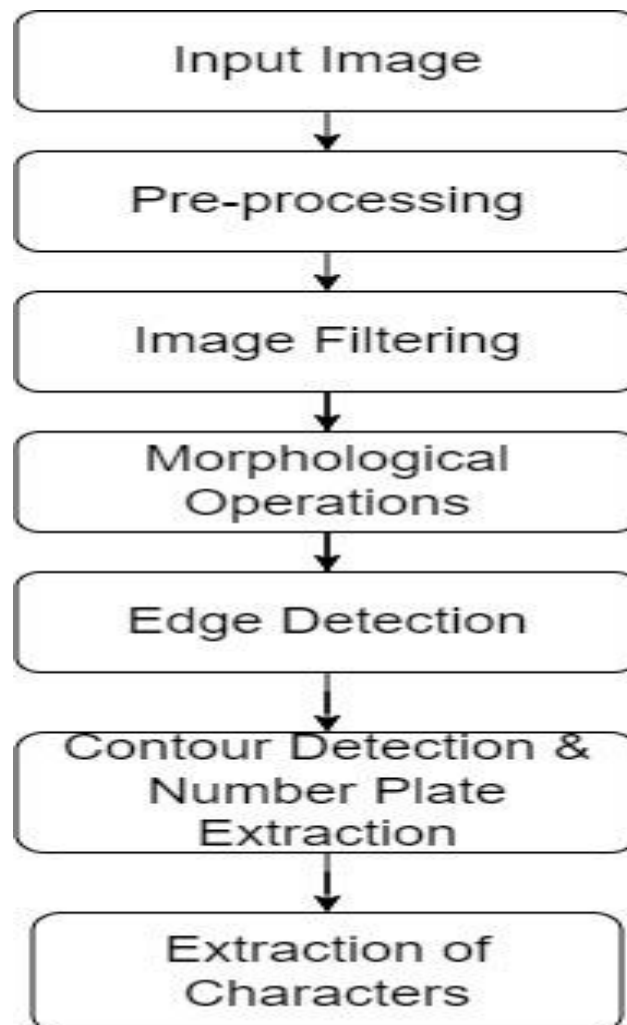 Input Image
Pre-processing
Image Filtering
Morphological
Operations
Edge Detection
Contour Detection &
Number Plate
Extraction
Extraction of
Characters